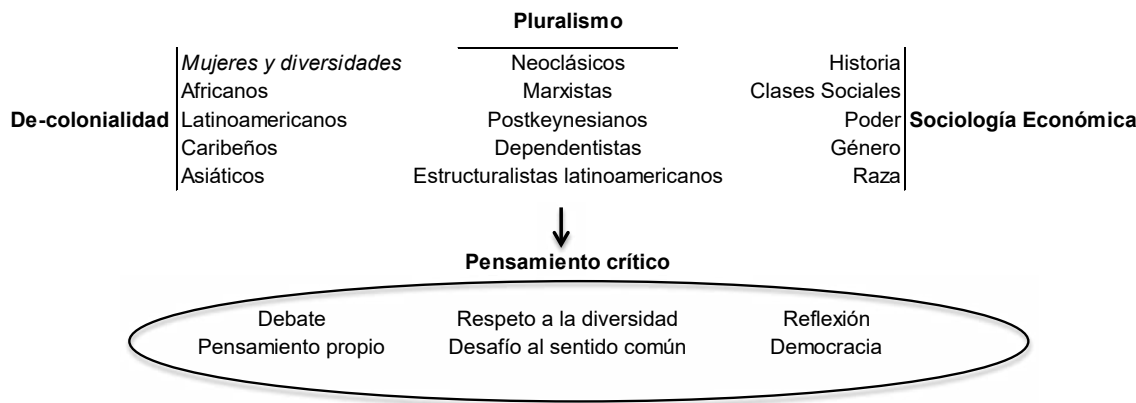 Pluralismo
Mujeres y diversidades Neoclásicos Historia
Africanos Marxistas Clases Sociales
De-colonialidad Latinoamericanos Postkeynesianos Poder Sociología Económica
Caribeños Dependentistas Género
Asiáticos Estructuralistas latinoamericanos Raza
Pensamiento crítico
Debate Respeto a la diversidad Reflexión
Pensamiento propio Desafío al sentido común Democracia